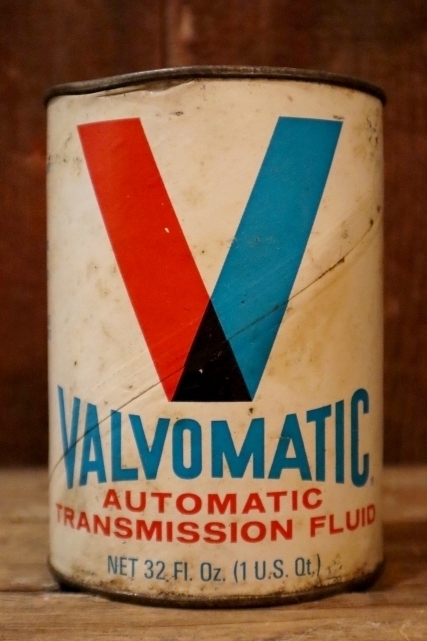 V
VALVOMATIC
AUTOMATIC
TRANSMISSION FLUID
NET 32 Fl. Oz. (1 U.S. Qt.)